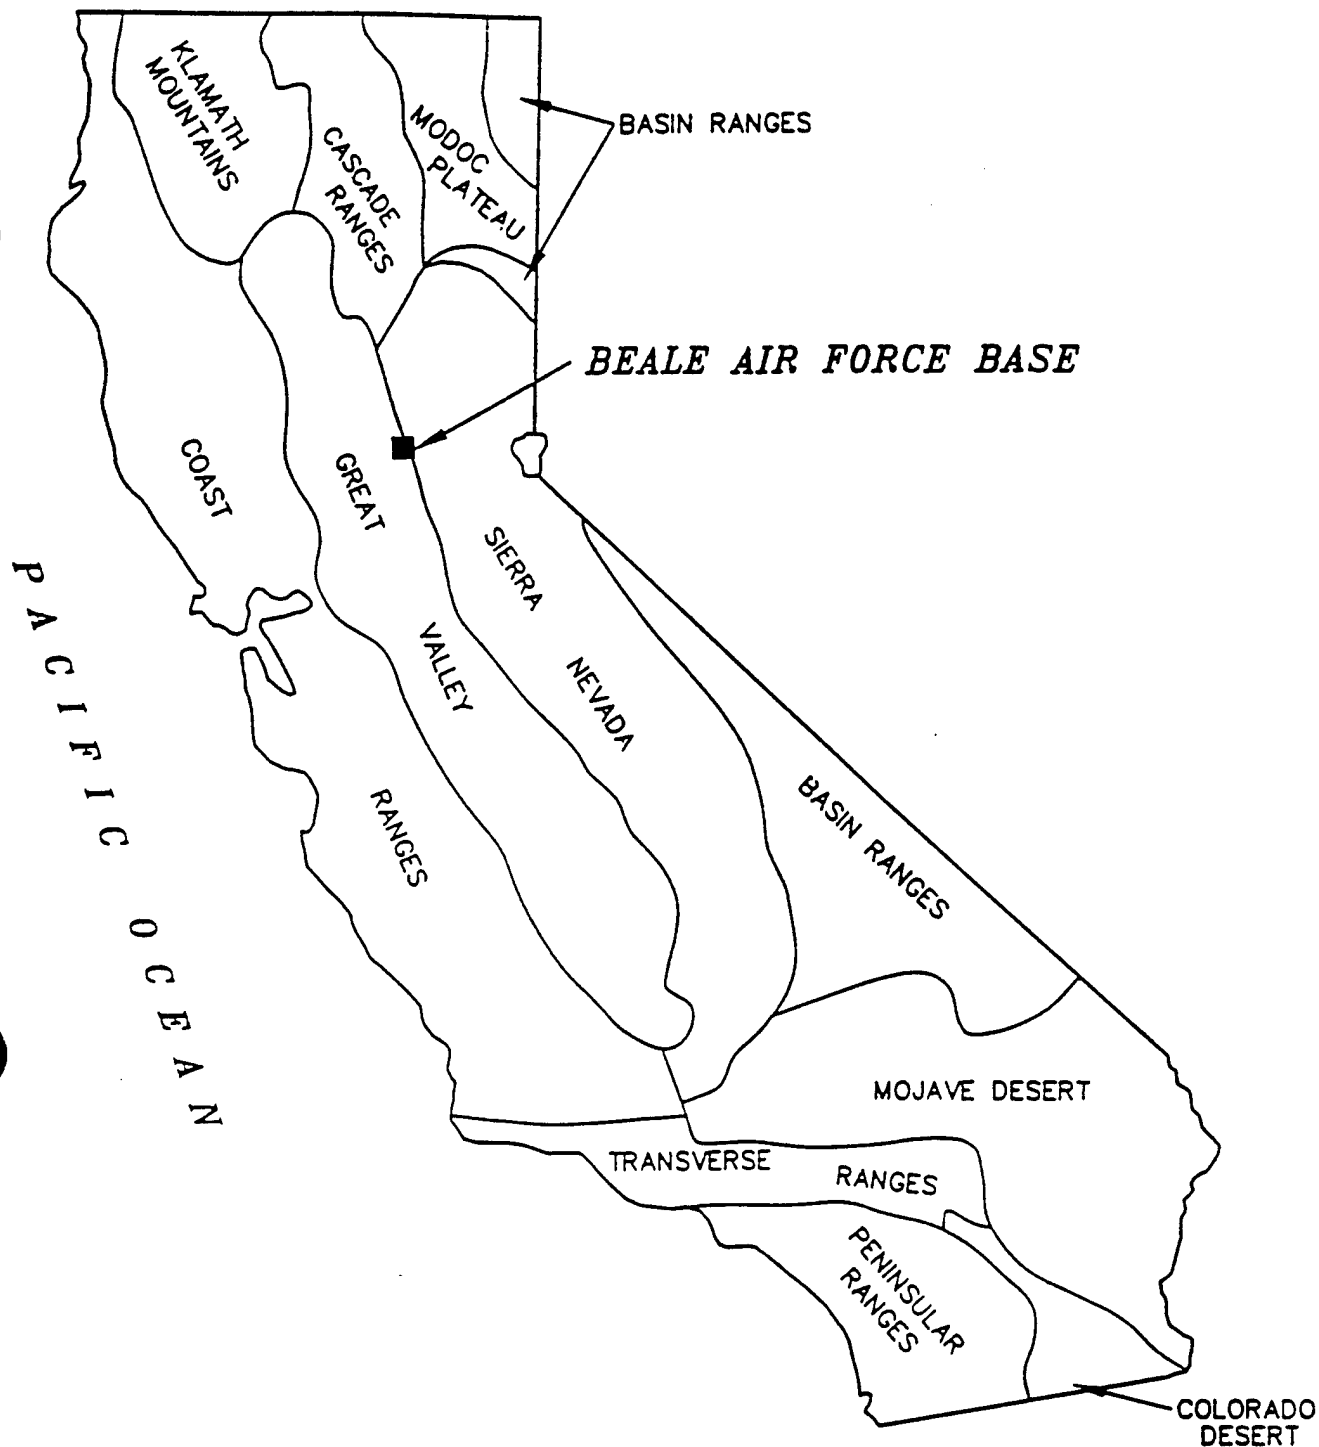 KLAMATH
MOUNTAINS
CASCADE
RANGES
MODOC
PLATEAU
BASIN RANGES
BEALE AIR FORCE BASE
COAST
RANGES
GREAT
VALLEY
SIERRA
NEVADA
BASIN RANGES
PACIFIC OCEAN
MOJAVE DESERT
TRANSVERSE
RANGES
PENINSULAR
RANGES
COLORADO
DESERT